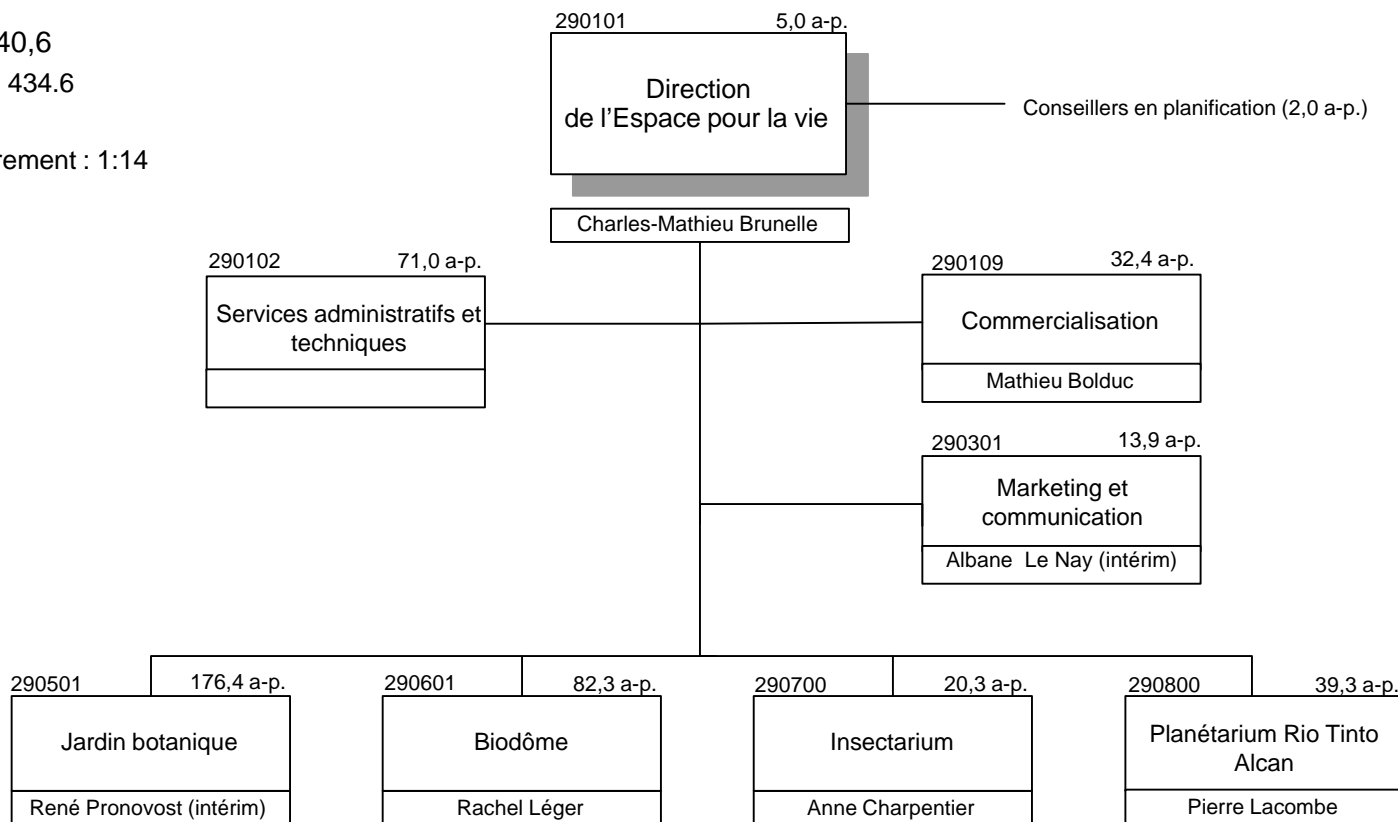 40,6
434.6
rement : 1:14
290101 5,0 a-p.
Direction
de l'Espace pour la vie
Conseillers en planification (2,0 a-p.)
Charles-Mathieu Brunelle
290102 71,0 a-p.
Services administratifs et
techniques
290109 32,4 a-p.
Commercialisation
Mathieu Bolduc
290301 13,9 a-p.
Marketing et
communication
Albane Le Nay (intérim)
290501 176,4 a-p.
Jardin botanique
René Pronovost (intérim)
290601 82,3 a-p.
Biodôme
Rachel Léger
290700 20,3 a-p.
Insectarium
Anne Charpentier
290800 39,3 a-p.
Planétarium Rio Tinto
Alcan
Pierre Lacombe